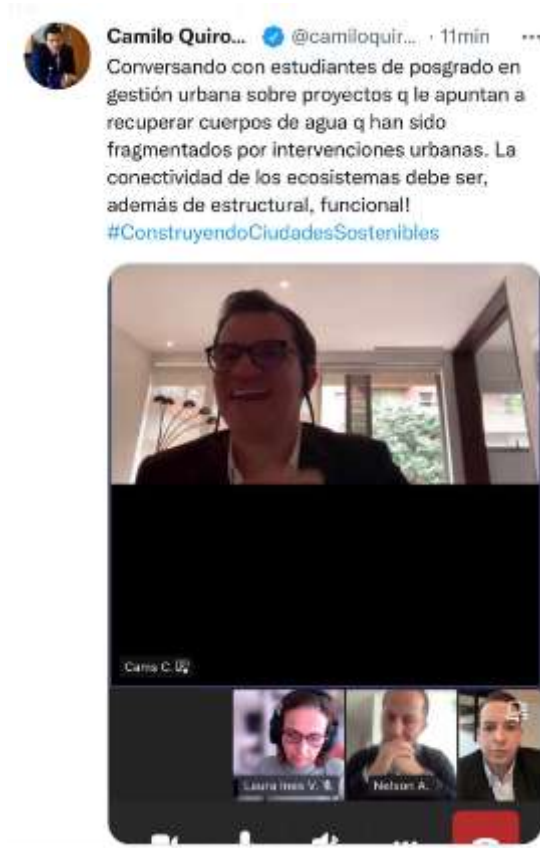 Camilo Quiro... @camiloquir... · 11min ...
Conversando con estudiantes de posgrado en
gestión urbana sobre proyectos q le apuntan a
recuperar cuerpos de agua q han sido
fragmentados por intervenciones urbanas. La
conectividad de los ecosistemas debe ser,
además de estructural, funcional!
#ConstruyendoCiudadesSostenibles
C.
Laura Ines V.
Nelson A.